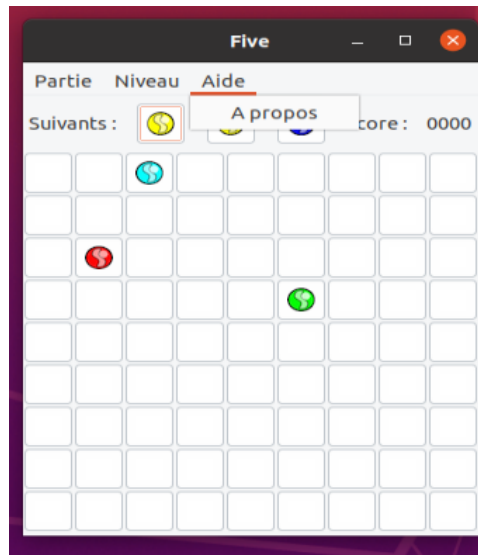 Five
Partie Niveau Aide
A propos
Suivants : core : 0000